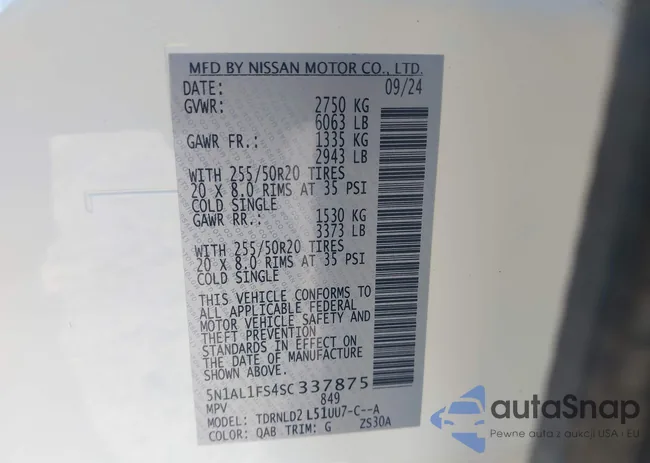 MFD BY NISSAN MOTOR CO., LTD.
DATE: 09/24
GVWR: 2750 KG
6063 LB
GAWR FR.: 1335 KG
2943 LB
WITH 255/50R20 TIRES
20 X 8.0 RIMS AT 35 PSI
COLD SINGLE
GAWR RR.: 1530 KG
3373 LB
WITH 255/50R20 TIRES
20 X 8.0 RIMS AT 35 PSI
COLD SINGLE
THIS VEHICLE CONFORMS TO
ALL APPLICABLE FEDERAL
MOTOR VEHICLE SAFETY AND
THEFT PREVENTION
STANDARDS IN EFFECT ON
THE DATE OF MANUFACTURE
5N1AL1FS4SC337875
MPV 849
MODEL: TDRNLD2 L51UU7-C--A
COLOR: QAB TRIM: G ZS30A
autoSnap
Pewne auta z aukcji w USA i EU